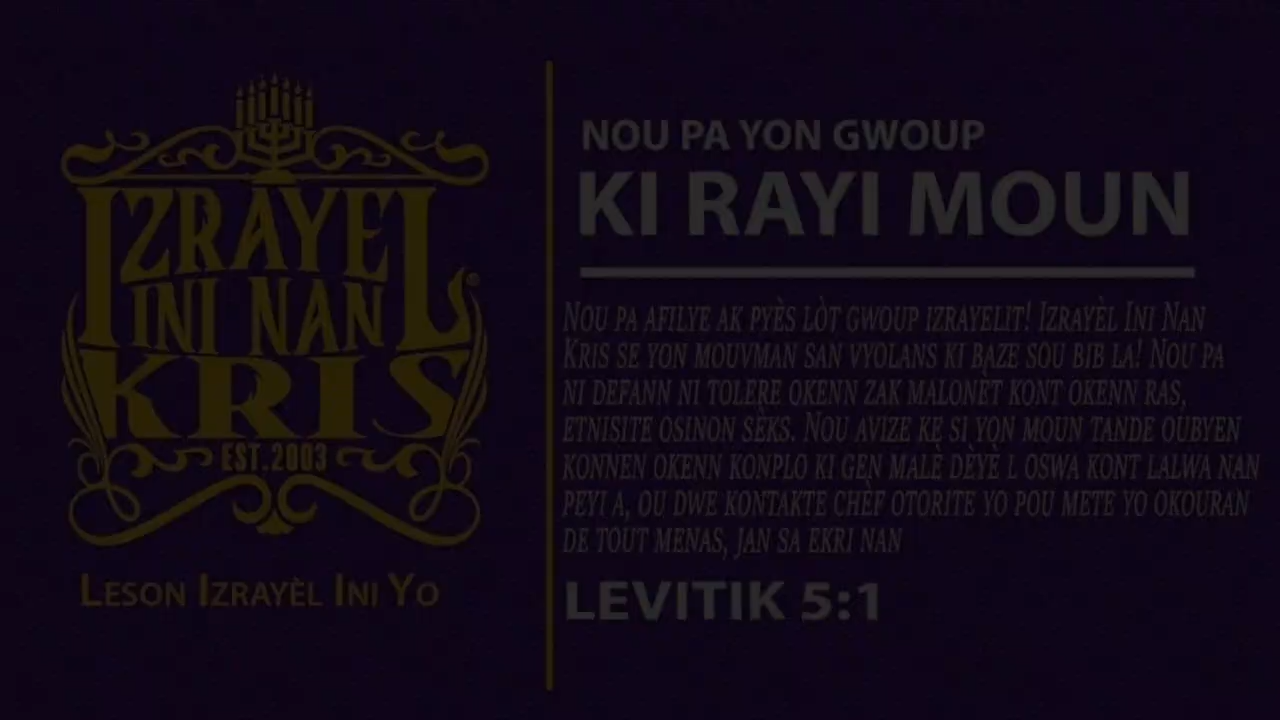 IZRAYEL
INI NAN
KRIS
EST.2003
LESON IZRAYÈL INI YO
NOU PA YON GWOUP
KI RAYI MOUN
NOU PA AFILYE AK PYÈS LÒT GWOUP IZRAYELIT! IZRAYÈL INI NAN
KRIS SE YON MOUVMAN SAN VYOLANS KI BAZE SOU BIB LA! NOU PA
NI DEFANN NI TOLERE OKENN ZAK MALONÈT KONT OKENN RAS,
ETNISITE OSINON SÈKS. NOU AVIZE KE SI YON MOUN TANDE OUBYEN
KONNEN OKENN KONPLO KI GEN MALE DÈYÈ L OSWA KONT LALWA NAN
PEYI A, OU DWE KONTAKTE CHÈF OTORITE YO POU METE YO OKOURAN
DE TOUT MENAS, JAN SA EKRI NAN
LEVITIK 5:1